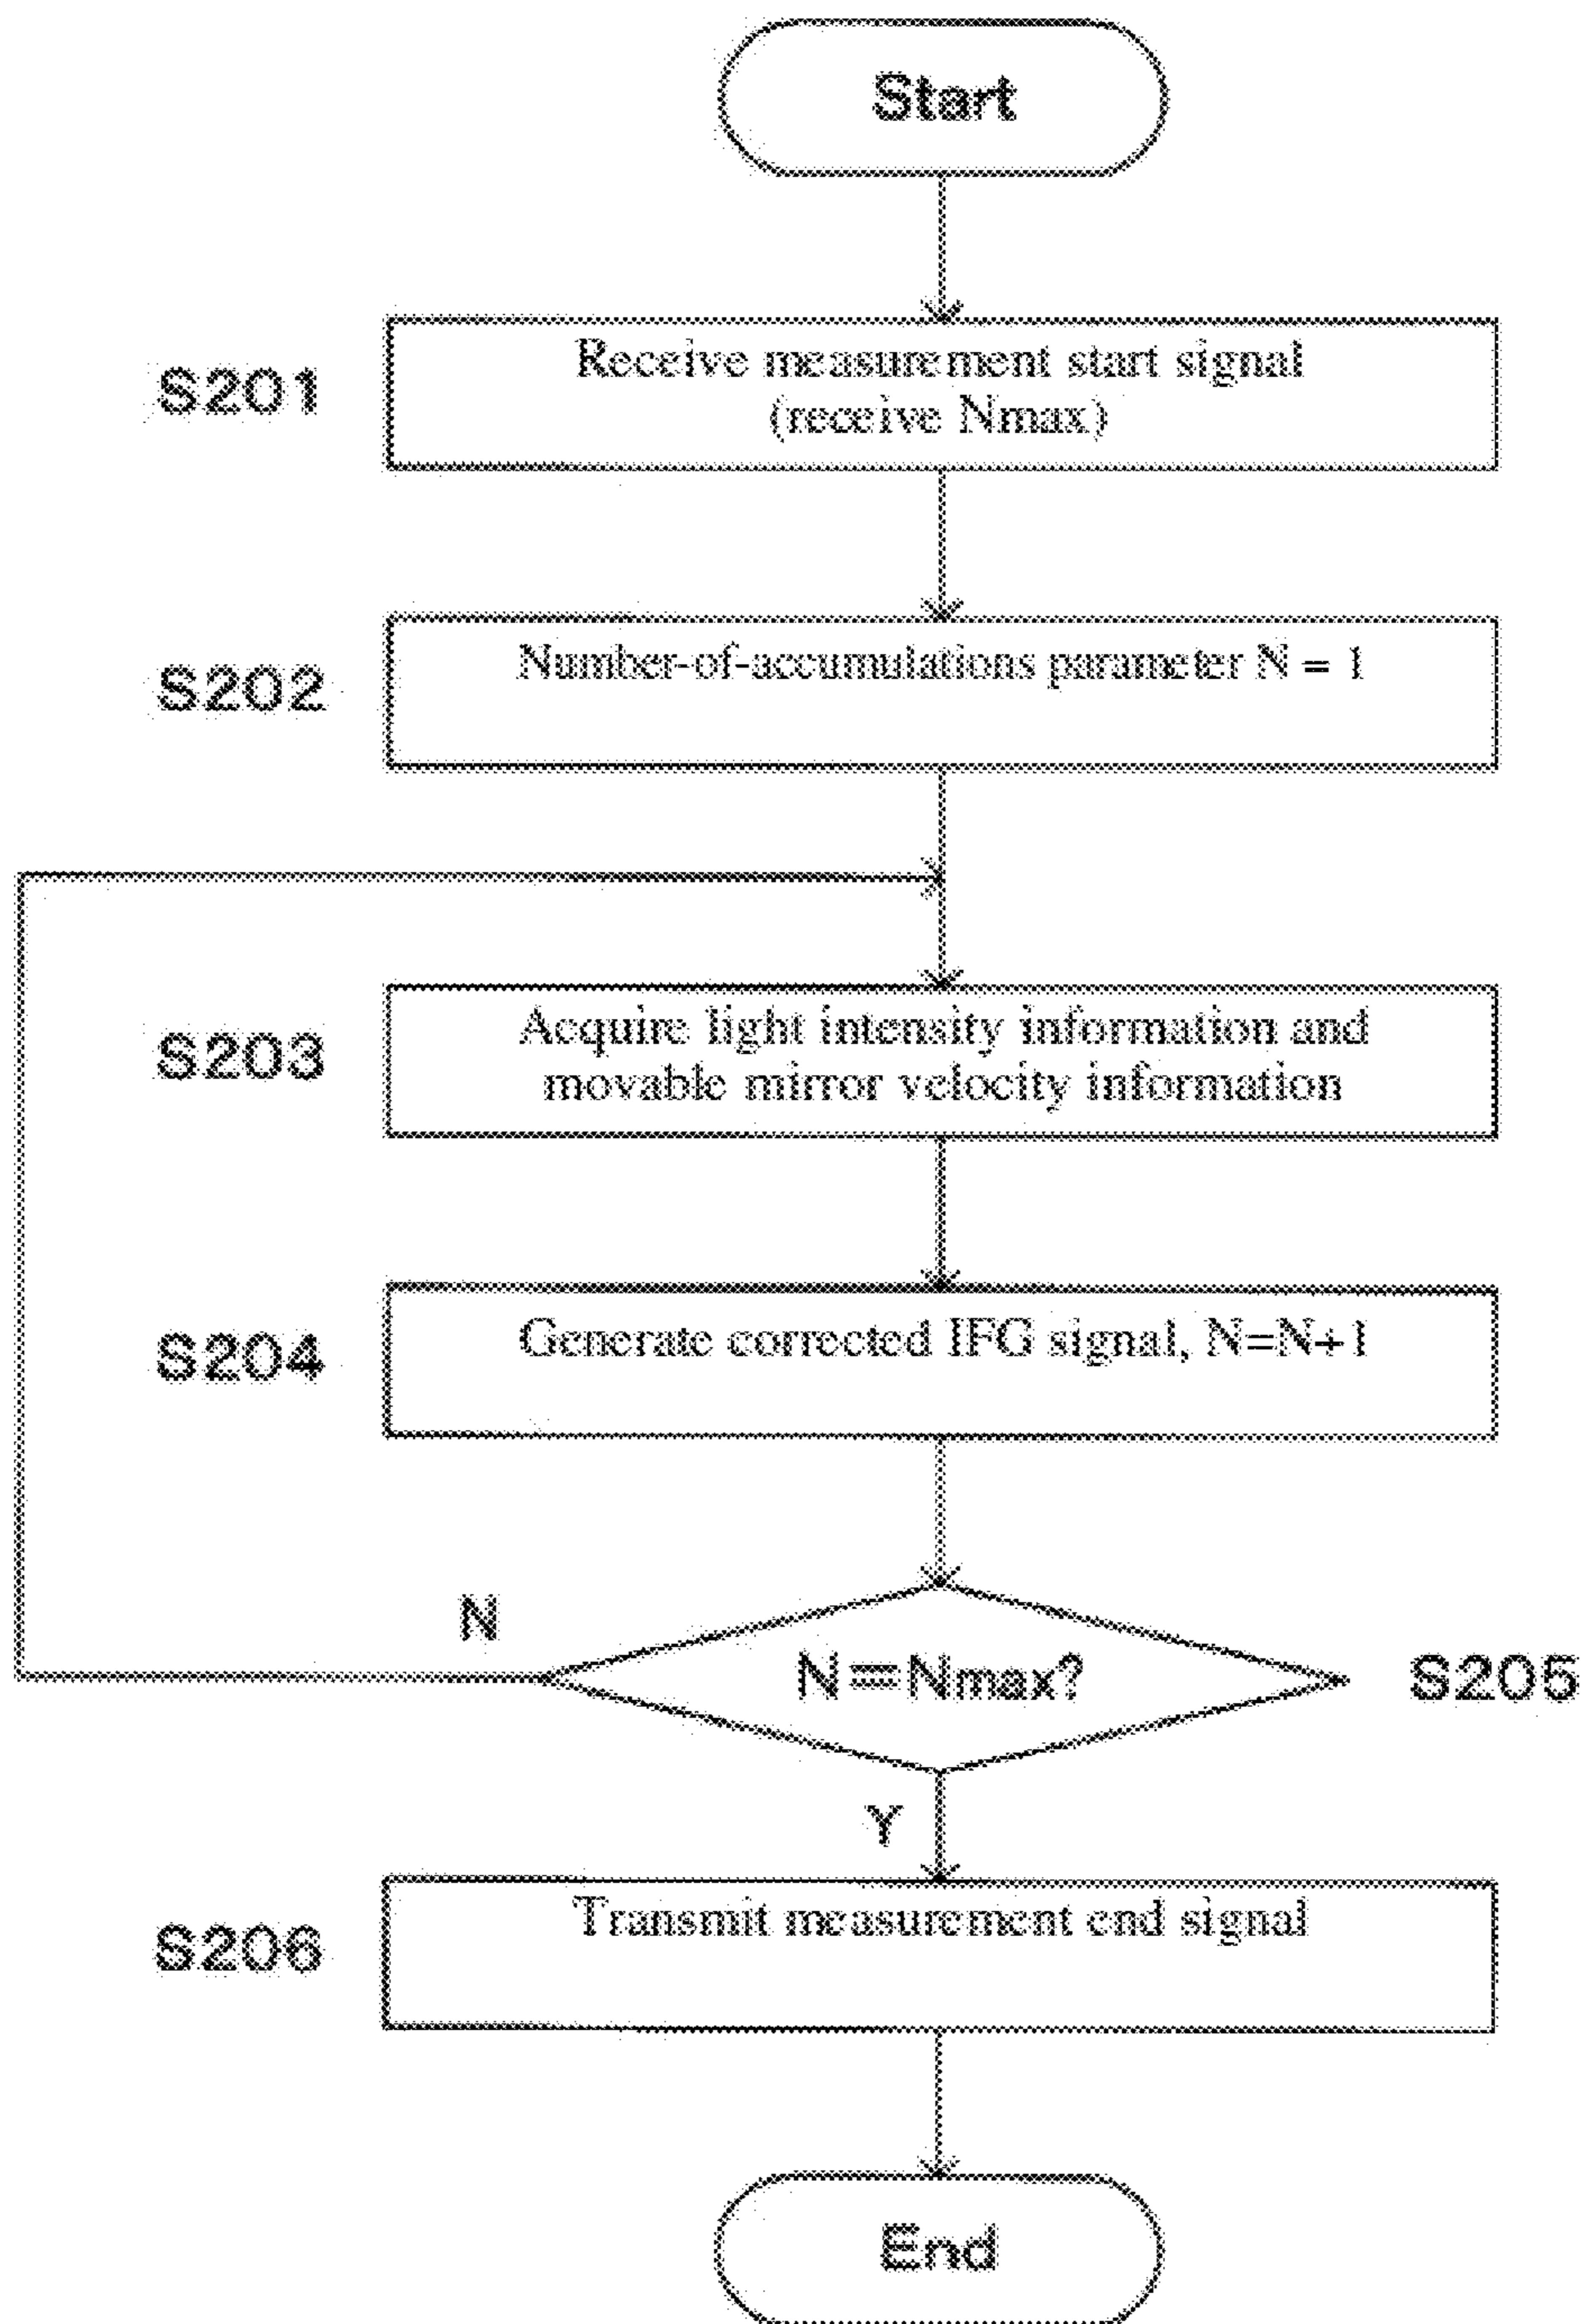 Start
S201
Receive measurement start signal
(receive Nmax)
S202
Number-of-accumulations parameter N = 1
S203
Acquire light intensity information and
movable mirror velocity information
S204
Generate corrected IFG signal, N=N+1
N
N=Nmax?
S205
Y
S206
Transmit measurement end signal
End